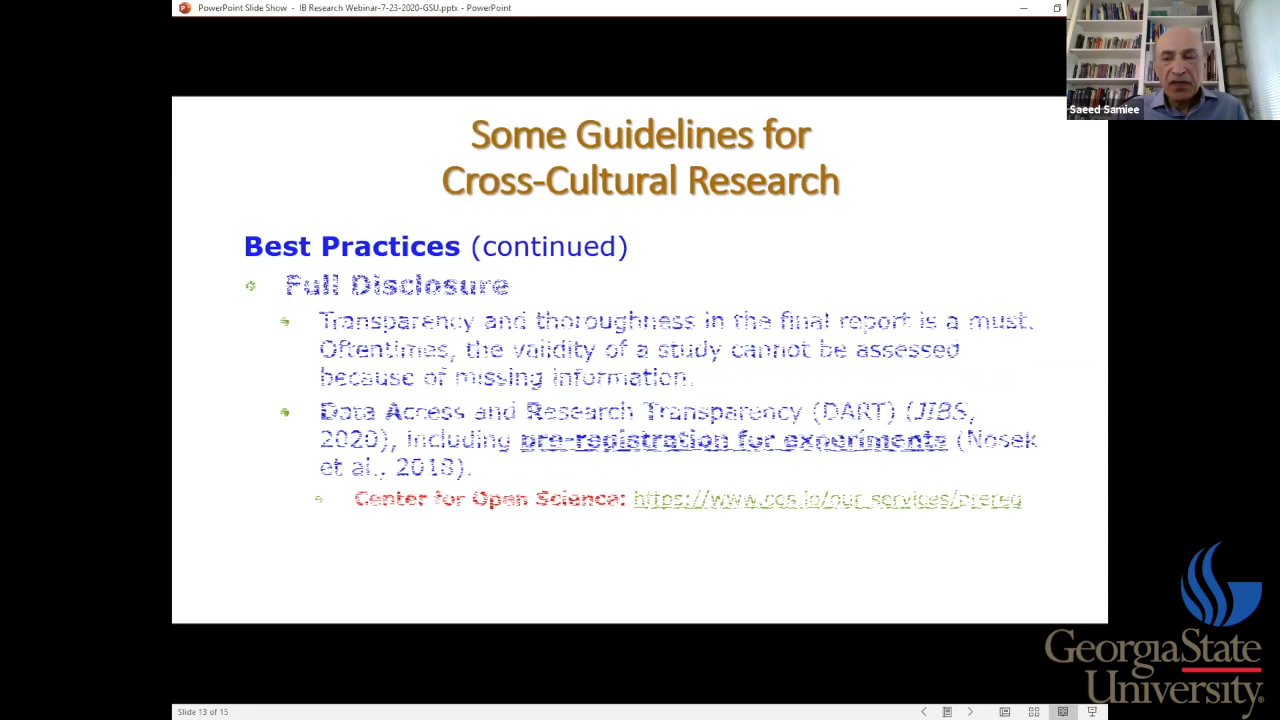 PowerPoint Slide Show - IB Research Webinar-7-23-2020-GSU.pptx - PowerPoint
Saeed Samiee
Some Guidelines for
Cross-Cultural Research
Best Practices (continued)
Full Disclosure
Transparency and thoroughness in the final report is a must.
Oftentimes, the validity of a study cannot be assessed
because of missing information.
Data Access and Research Transparency (DART) (JIBS,
2020), including pre-registration for experiments (Nosek
et al., 2018).
Center for Open Science: https://www.cos.io/our_services/prereg
GeorgiaState
University
Slide 13 of 15